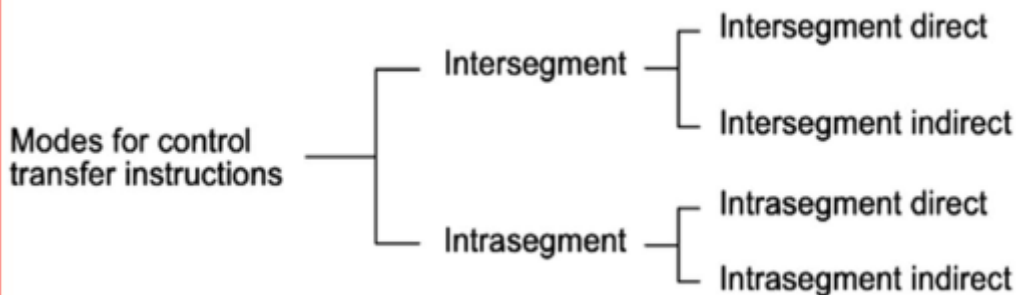 Modes for control
transfer instructions
Intersegment
Intersegment direct
Intersegment indirect
Intrasegment
Intrasegment direct
Intrasegment indirect